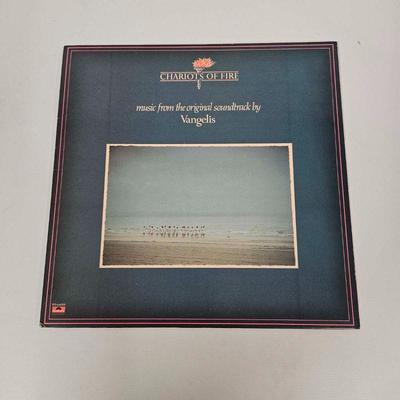 CHARIOTS OF FIRE
music from the original soundtrack by
Vangelis